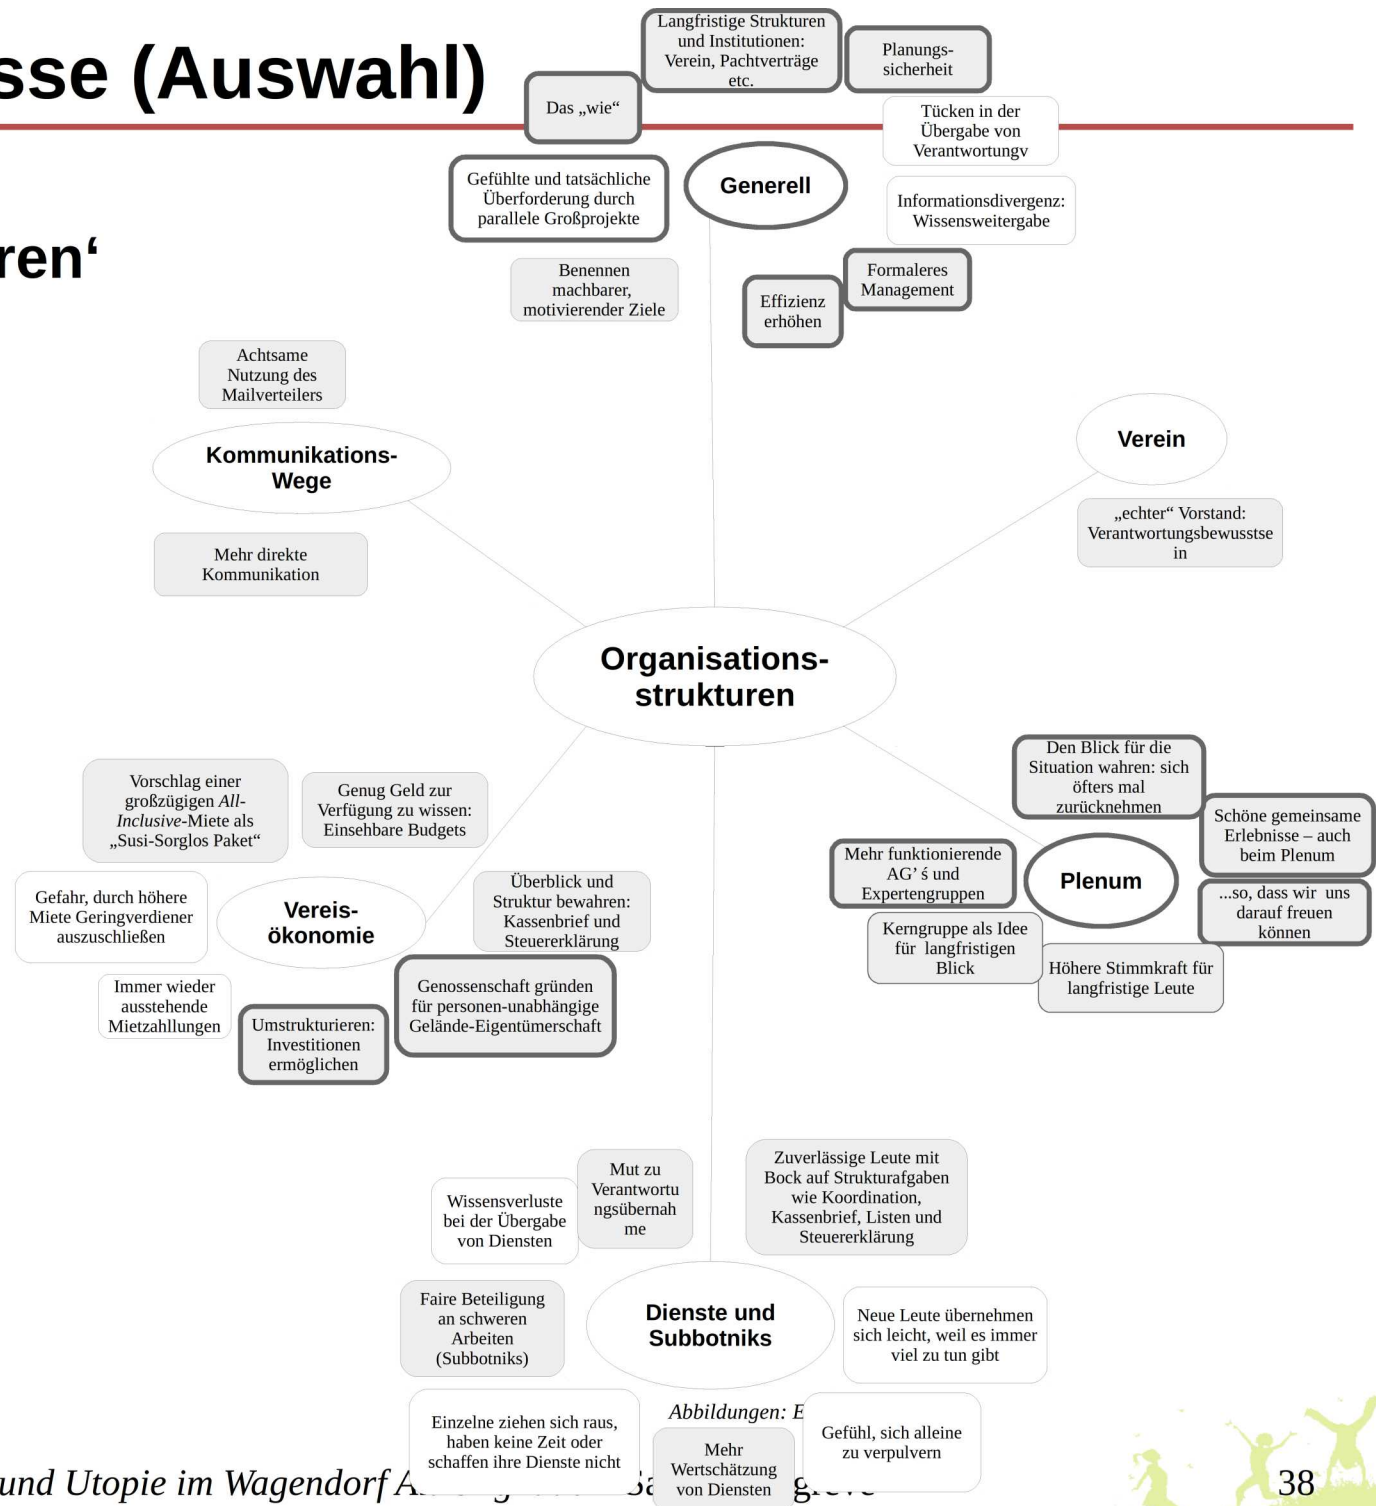 sse (Auswahl)
ren‘
Langfristige Strukturen
und Institutionen:
Verein, Pachtverträge
etc.
Planungs-
sicherheit
Das „wie“
Tücken in der
Übergabe von
Verantwortungv
Gefühlte und tatsächliche
Überforderung durch
parallele Großprojekte
Generell
Informationsdivergenz:
Wissensweitergabe
Benennen
machbarer,
motivierender Ziele
Formaleres
Management
Effizienz
erhöhen
Achtsame
Nutzung des
Mailverteilers
Kommunikations-
Wege
Mehr direkte
Kommunikation
Verein
„echter“ Vorstand:
Verantwortungsbewusstse
in
Organisations-
strukturen
Den Blick für die
Situation wahren: sich
öfters mal
zurücknehmen
Schöne gemeinsame
Erlebnisse – auch
beim Plenum
Mehr funktionierende
AG’ ś und
Expertengruppen
Plenum
...so, dass wir uns
darauf freuen
können
Kerngruppe als Idee
für langfristigen
Blick
Höhere Stimmkraft für
langfristige Leute
Vorschlag einer
großzügigen All-
Inclusive-Miete als
„Susi-Sorglos Paket“
Genug Geld zur
Verfügung zu wissen:
Einsehbare Budgets
Gefahr, durch höhere
Miete Geringverdiener
auszuschließen
Vereis-
ökonomie
Überblick und
Struktur bewahren:
Kassenbrief und
Steuererklärung
Immer wieder
ausstehende
Mietzahllungen
Umstrukturieren:
Investitionen
ermöglichen
Genossenschaft gründen
für personen-unabhängige
Gelände-Eigentümerschaft
Wissensverluste
bei der Übergabe
von Diensten
Mut zu
Verantwortu
ngsübernah
me
Zuverlässige Leute mit
Bock auf Strukturafgaben
wie Koordination,
Kassenbrief, Listen und
Steuererklärung
Faire Beteiligung
an schweren
Arbeiten
(Subbotniks)
Dienste und
Subbotniks
Neue Leute übernehmen
sich leicht, weil es immer
viel zu tun gibt
Einzelne ziehen sich raus,
haben keine Zeit oder
schaffen ihre Dienste nicht
Abbildungen: E
Mehr
Wertschätzung
von Diensten
Gefühl, sich alleine
zu verpulvern
und Utopie im Wagendorf
38